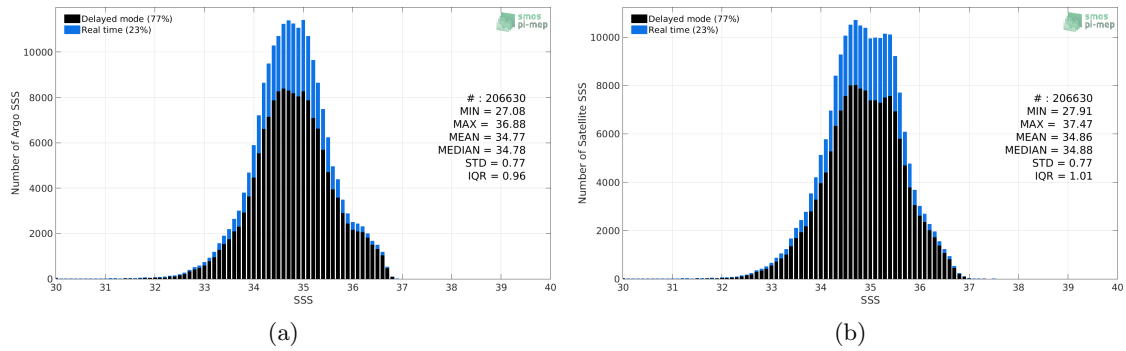 Delayed mode (77%)
Real time (23%)
smos
pi-mep
Number of Argo SSS
10000
8000
6000
4000
2000
0
# : 206630
MIN = 27.08
MAX = 36.88
MEAN = 34.77
MEDIAN = 34.78
STD = 0.77
IQR = 0.96
30 31 32 33 34 35 36 37 38 39 40
SSS
(a)
Delayed mode (77%)
Real time (23%)
smos
pi-mep
Number of Satellite SSS
10000
8000
6000
4000
2000
0
# : 206630
MIN = 27.91
MAX = 37.47
MEAN = 34.86
MEDIAN = 34.88
STD = 0.77
IQR = 1.01
30 31 32 33 34 35 36 37 38 39 40
SSS
(b)